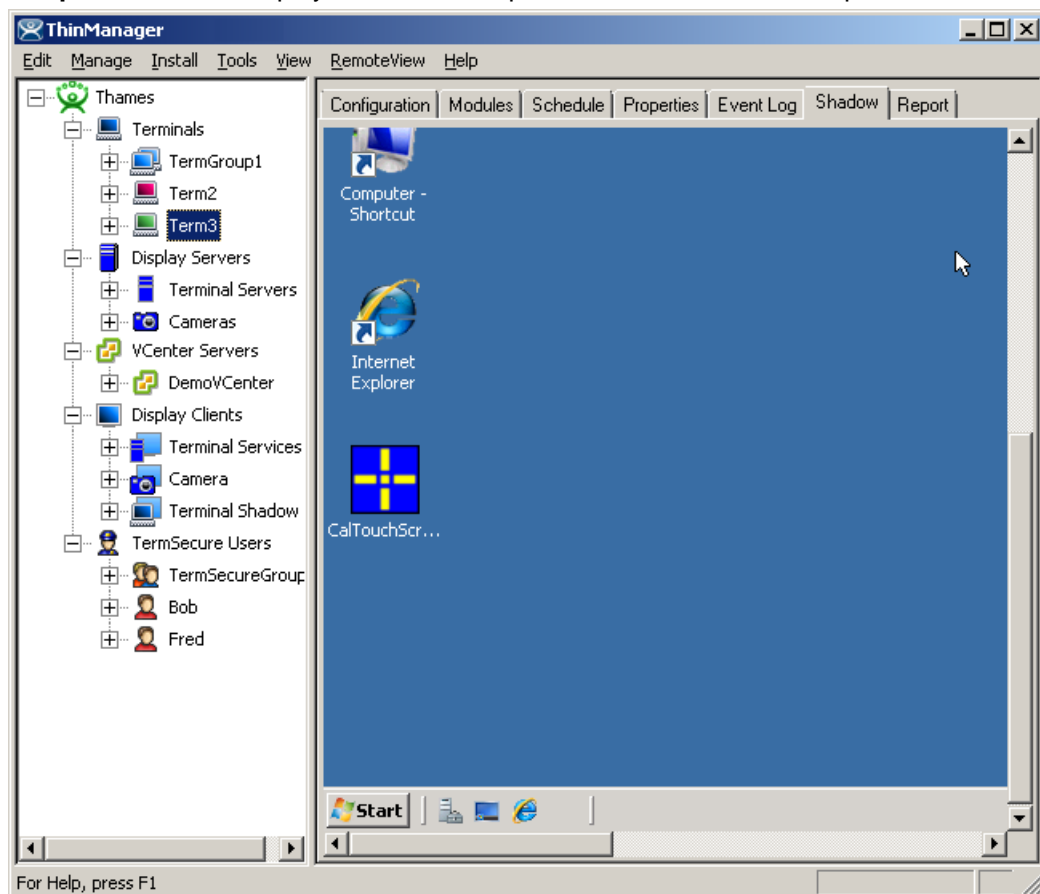 ThinManager
Edit Manage Install Tools View RemoteView Help
Thames
Terminals
TermGroup1
Term2
Term3
Display Servers
Terminal Servers
Cameras
VCenter Servers
DemoVCenter
Display Clients
Terminal Services
Camera
Terminal Shadow
TermSecure Users
TermSecureGroup
Bob
Fred
Configuration Modules Schedule Properties Event Log Shadow Report
Computer -
Shortcut
Internet
Explorer
CalTouchScr...
Start
For Help, press F1